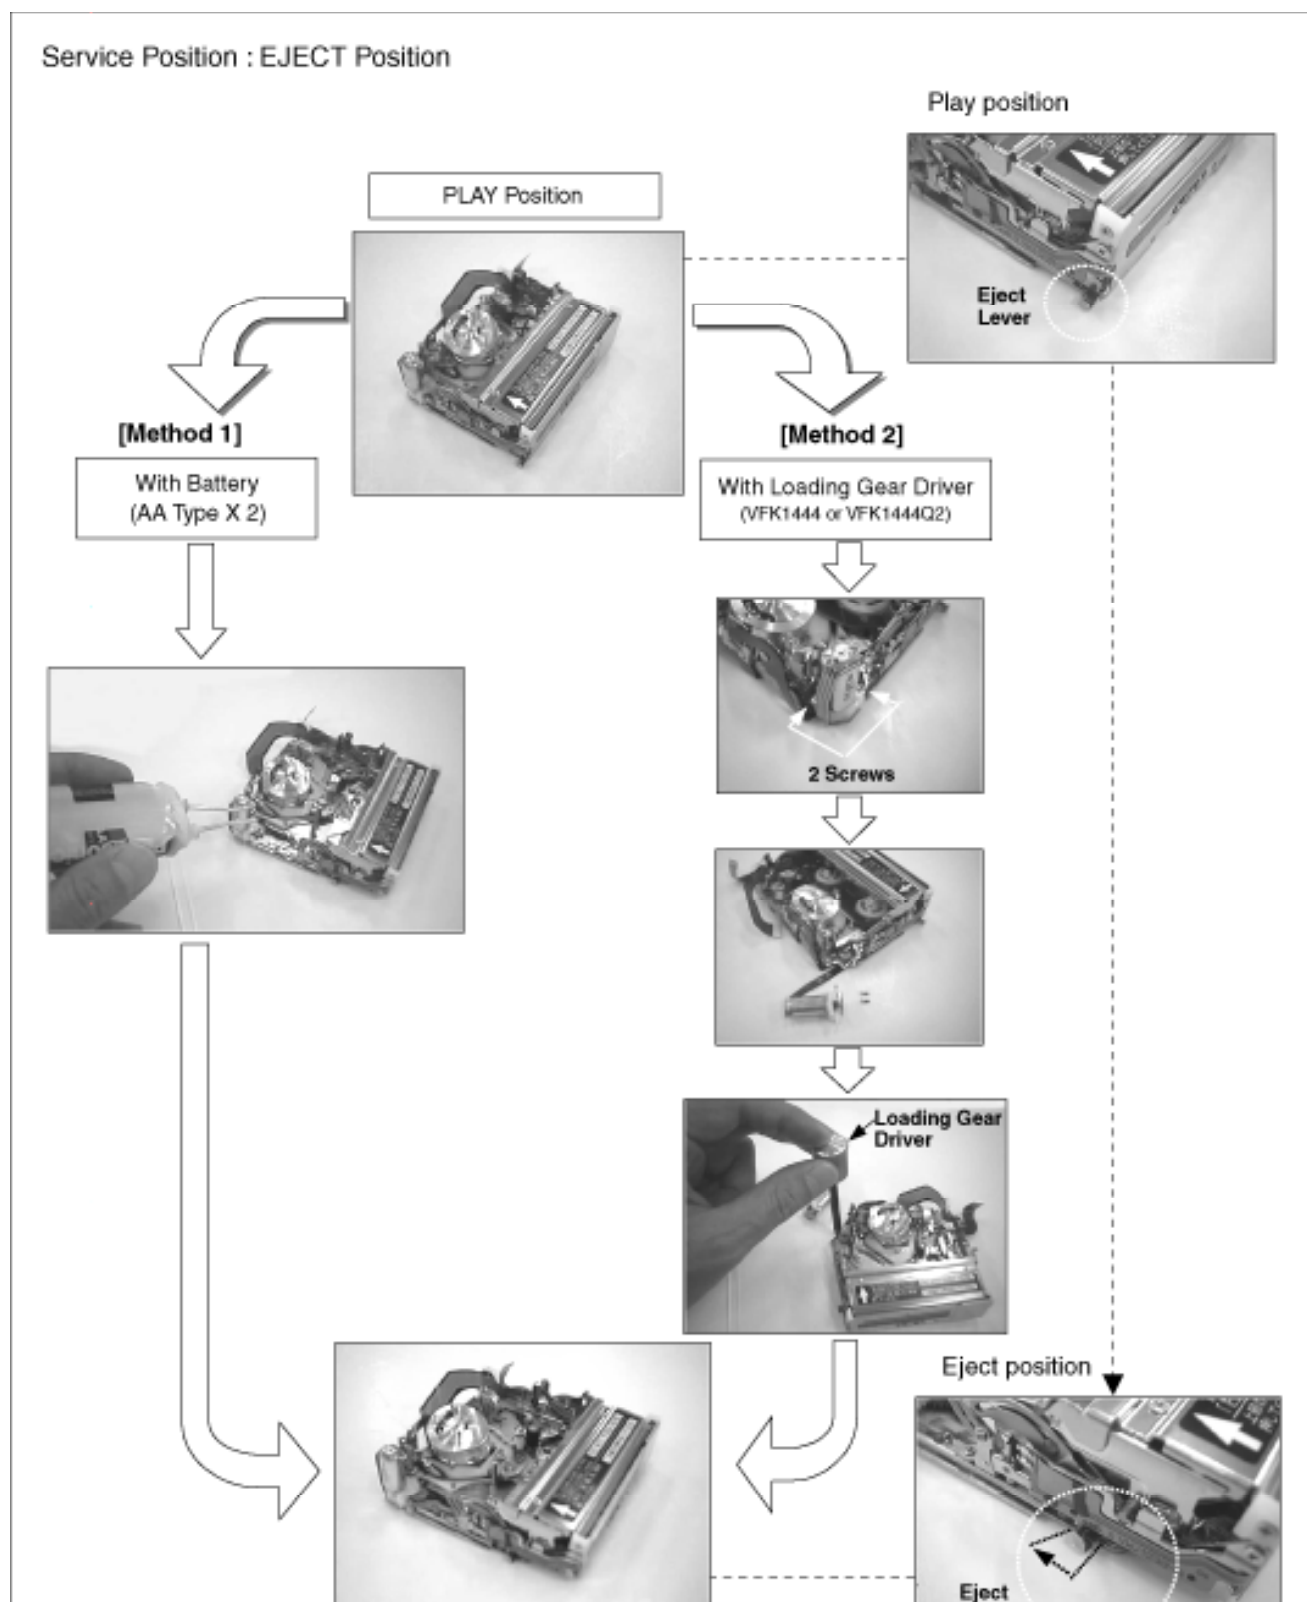 Service Position : EJECT Position
Play position
PLAY Position
Eject
Lever
[Method 1]
[Method 2]
With Battery
(AA Type X 2)
With Loading Gear Driver
(VFK1444 or VFK1444Q2)
2 Screws
Loading Gear
Driver
Eject position
Eject